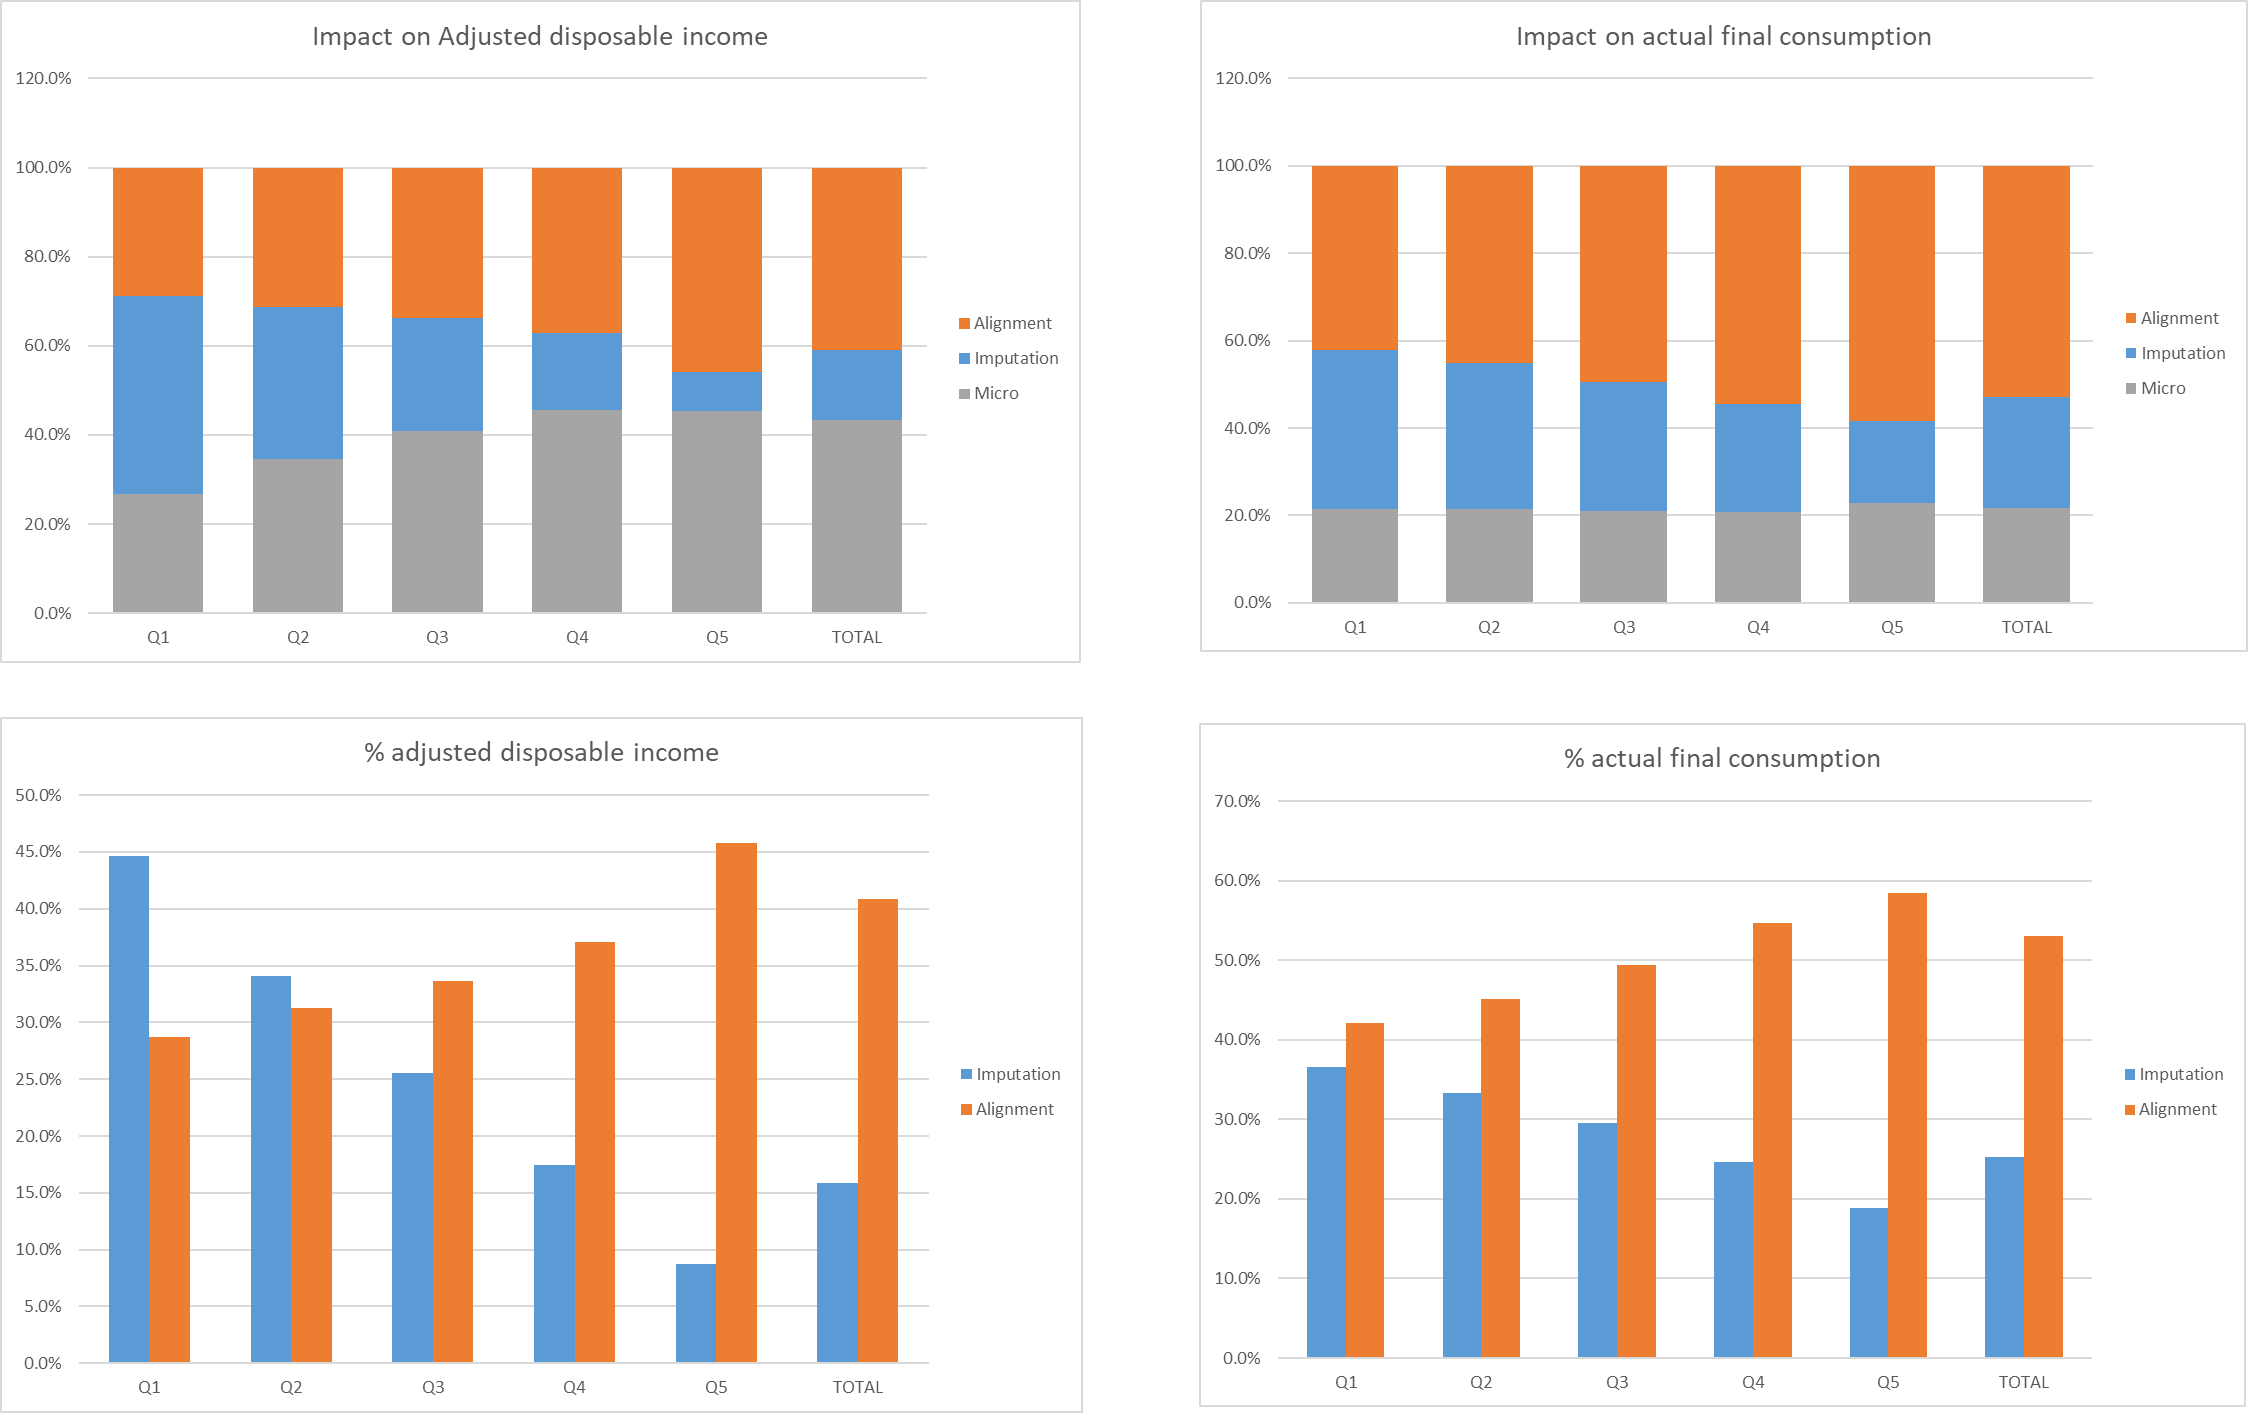 Impact on Adjusted disposable income
120.0%
100.0%
80.0%
60.0%
40.0%
20.0%
0.0%
Q1 Q2 Q3 Q4 Q5 TOTAL
Alignment
Imputation
Micro
Impact on actual final consumption
120.0%
100.0%
80.0%
60.0%
40.0%
20.0%
0.0%
Q1 Q2 Q3 Q4 Q5 TOTAL
Alignment
Imputation
Micro
% adjusted disposable income
50.0%
45.0%
40.0%
35.0%
30.0%
25.0%
20.0%
15.0%
10.0%
5.0%
0.0%
Q1 Q2 Q3 Q4 Q5 TOTAL
Imputation
Alignment
% actual final consumption
70.0%
60.0%
50.0%
40.0%
30.0%
20.0%
10.0%
0.0%
Q1 Q2 Q3 Q4 Q5 TOTAL
Imputation
Alignment